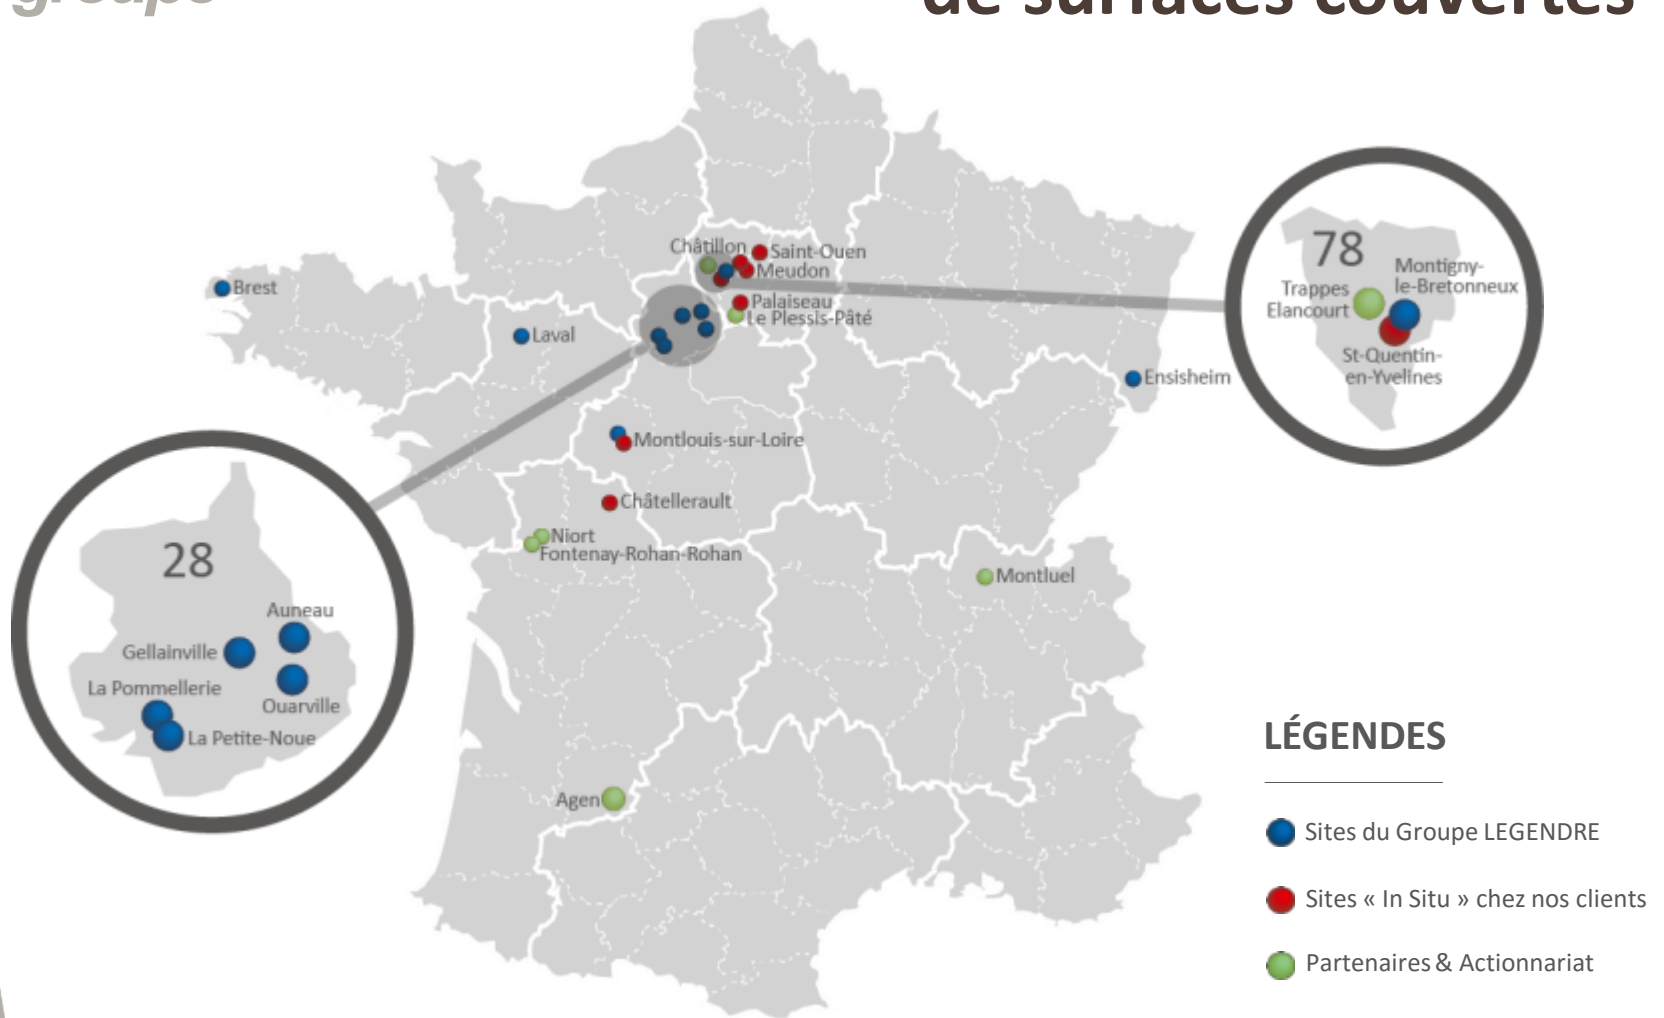 groupe
de surfaces couvertes
Châtillon
Saint-Ouen
Meudon
Brest
Palaiseau
Le Plessis-Pâté
Laval
Ensisheim
Montlouis-sur-Loire
Châtellerault
Niort
Fontenay-Rohan-Rohan
Montluel
Agen
78
Montigny-
le-Bretonneux
Trappes
Elancourt
St-Quentin-
en-Yvelines
28
Auneau
Gellainville
La Pommellerie
Ouarville
La Petite-Noue
LÉGENDES
Sites du Groupe LEGENDRE
Sites « In Situ » chez nos clients
Partenaires & Actionnariat